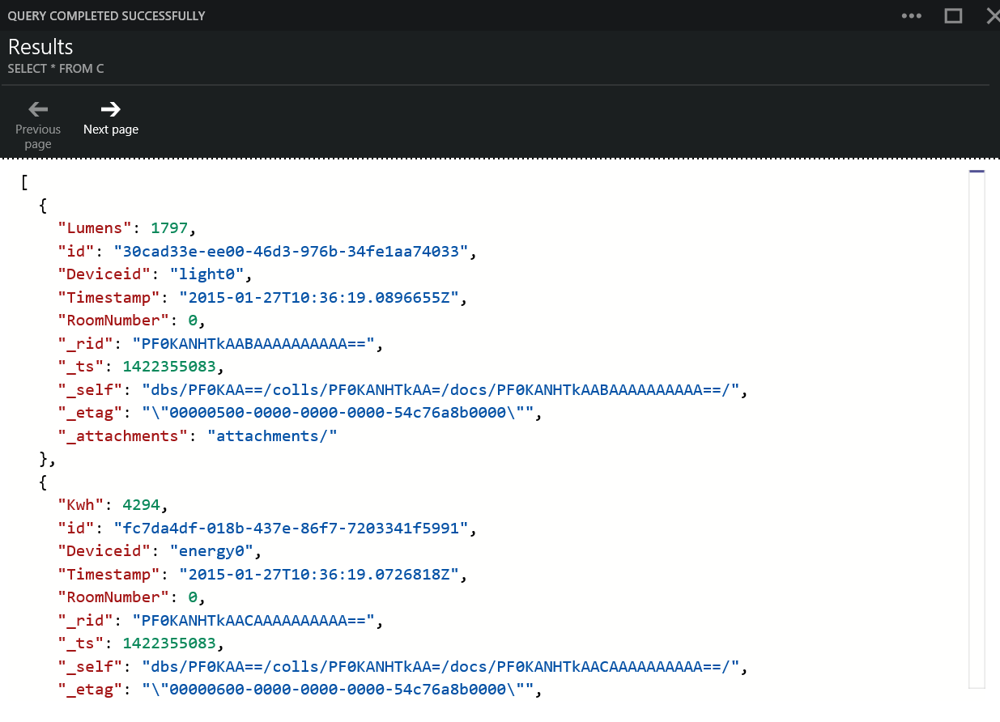 QUERY COMPLETED SUCCESSFULLY
Results
SELECT * FROM C
Previous page
Next page
[
{
"Lumens": 1797,
"id": "30cad33e-ee00-46d3-976b-34fe1aa74033",
"Deviceid": "light0",
"Timestamp": "2015-01-27T10:36:19.0896655Z",
"RoomNumber": 0,
"_rid": "PF0KANHTkAABAAAAAAAAAA==",
"_ts": 1422355083,
"_self": "dbs/PF0KAA==/colls/PF0KANHTkAA=/docs/PF0KANHTkAABAAAAAAAAAA==/",
"_etag": "\"00000500-0000-0000-0000-54c76a8b0000\"",
"_attachments": "attachments/"
},
{
"Kwh": 4294,
"id": "fc7da4df-018b-437e-86f7-7203341f5991",
"Deviceid": "energy0",
"Timestamp": "2015-01-27T10:36:19.0726818Z",
"RoomNumber": 0,
"_rid": "PF0KANHTkAACAAAAAAAAAA==",
"_ts": 1422355083,
"_self": "dbs/PF0KAA==/colls/PF0KANHTkAA=/docs/PF0KANHTkAACAAAAAAAAAA==/",
"_etag": "\"00000600-0000-0000-0000-54c76a8b0000\"",